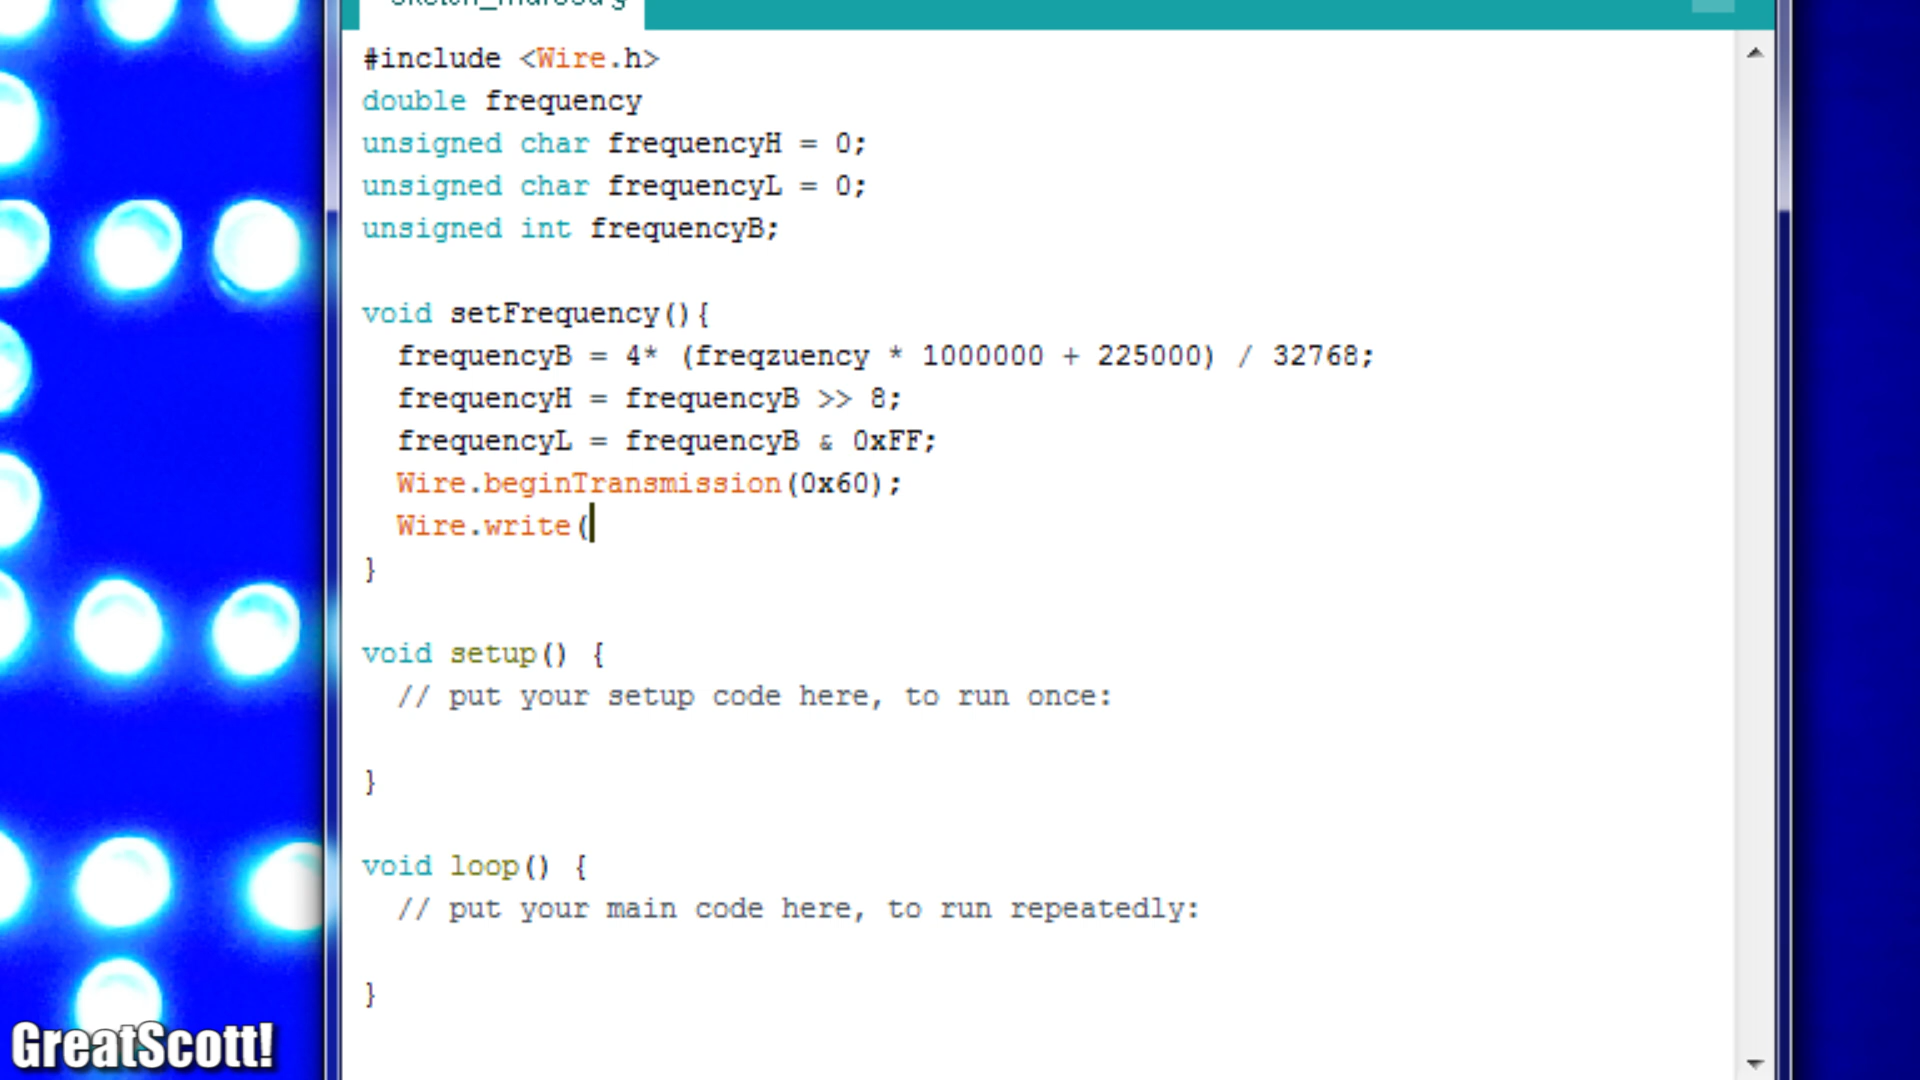 #include <Wire.h>
double frequency
unsigned char frequencyH = 0;
unsigned char frequencyL = 0;
unsigned int frequencyB;
void setFrequency(){
frequencyB = 4* (freqzuency * 1000000 + 225000) / 32768;
frequencyH = frequencyB >> 8;
frequencyL = frequencyB & 0xFF;
Wire.beginTransmission(0x60);
Wire.write(
}
void setup() {
// put your setup code here, to run once:
}
void loop() {
// put your main code here, to run repeatedly:
}
GreatScott!